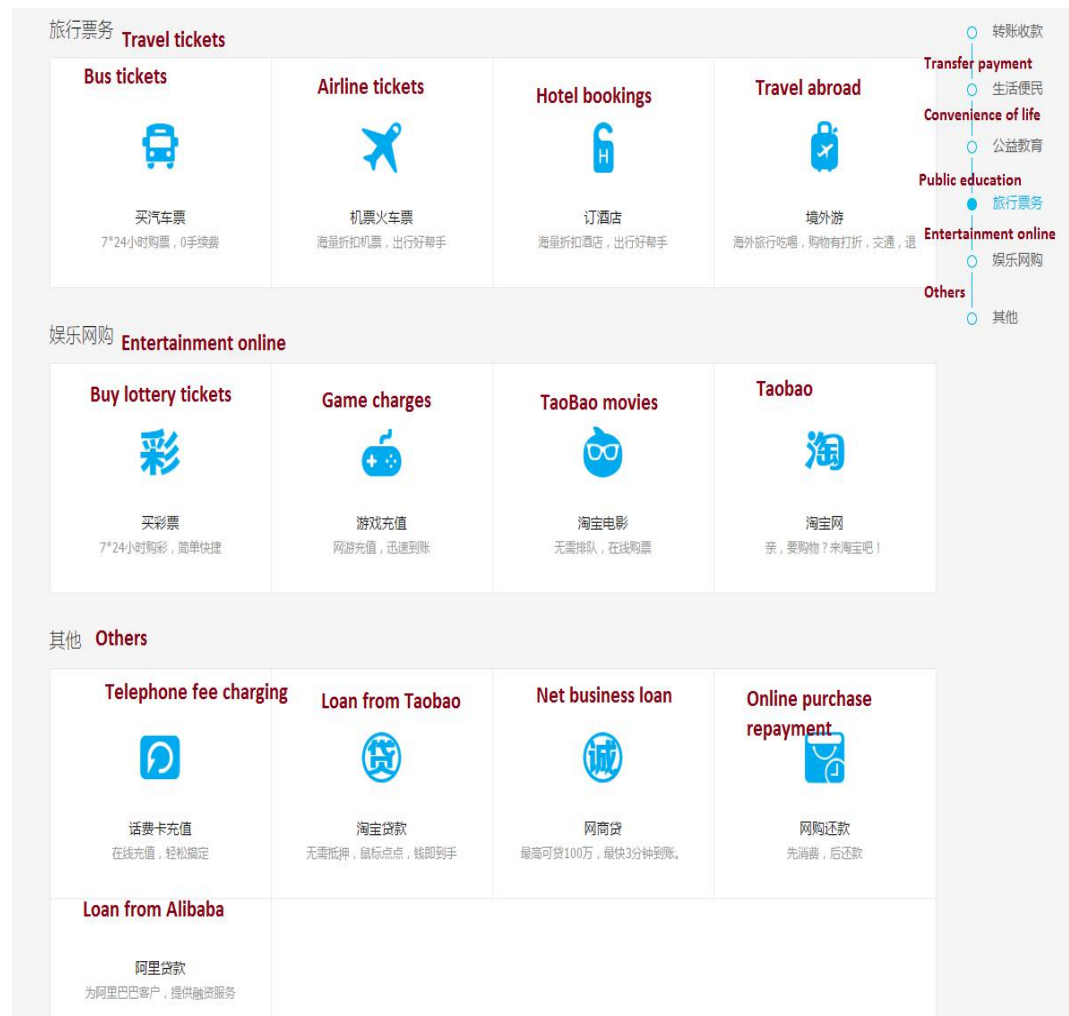 旅行票务 Travel tickets
Bus tickets
Airline tickets
Hotel bookings
Travel abroad
H
买汽车票
机票火车票
订酒店
境外游
7*24小时购票，0手续费
海量折扣机票，出行好帮手
海量折扣酒店，出行好帮手
海外旅行吃喝，购物有打折，交通，退
转账收款
Transfer payment
生活便民
Convenience of life
公益教育
Public education
旅行票务
Entertainment online
娱乐网购
Others
其他
娱乐网购 Entertainment online
Buy lottery tickets
Game charges
TaoBao movies
Taobao
彩
淘
买彩票
游戏充值
淘宝电影
淘宝网
7*24小时购彩，简单快捷
网游充值，迅速到账
无需排队，在线购票
亲，要购物？来淘宝吧！
其他 Others
Telephone fee charging
Loan from Taobao
Net business loan
Online purchase
repayment
贷
诚
话费卡充值
淘宝贷款
网商贷
网购还款
在线充值，轻松搞定
无需抵押，鼠标点点，钱即到手
最高可贷100万，最快3分钟到账。
先消费，后还款
Loan from Alibaba
阿里贷款
为阿里巴巴客户，提供融资服务